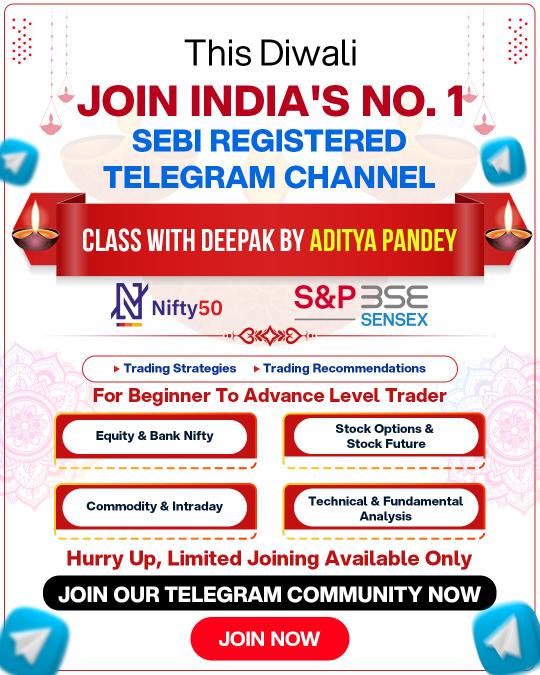 This Diwali
JOIN INDIA'S NO. 1
SEBI REGISTERED
TELEGRAM CHANNEL
CLASS WITH DEEPAK BY ADITYA PANDEY
Nifty50
S&P BSE
SENSEX
Trading Strategies
Trading Recommendations
For Beginner To Advance Level Trader
Equity & Bank Nifty
Stock Options &
Stock Future
Commodity & Intraday
Technical & Fundamental
Analysis
Hurry Up, Limited Joining Available Only
JOIN OUR TELEGRAM COMMUNITY NOW
JOIN NOW